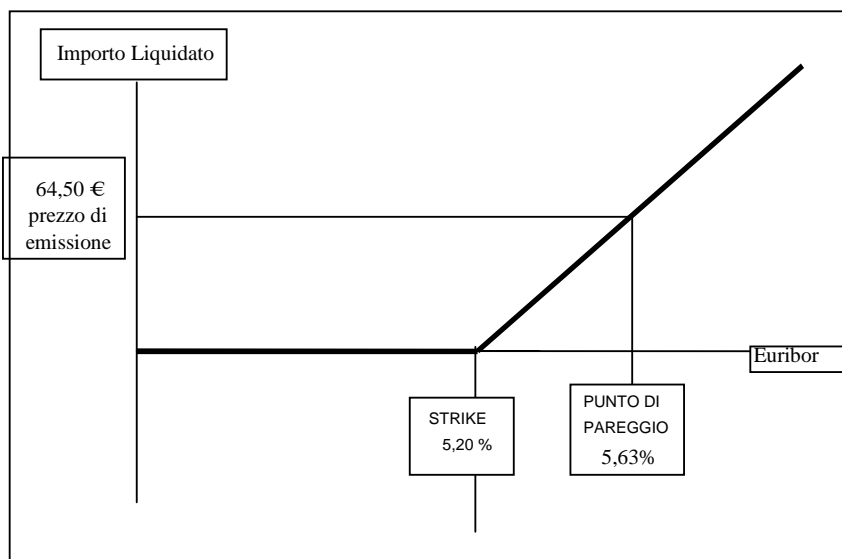 Importo Liquidato
64,50 €
prezzo di
emissione
Euribor
STRIKE
5,20 %
PUNTO DI
PAREGGIO
5,63%